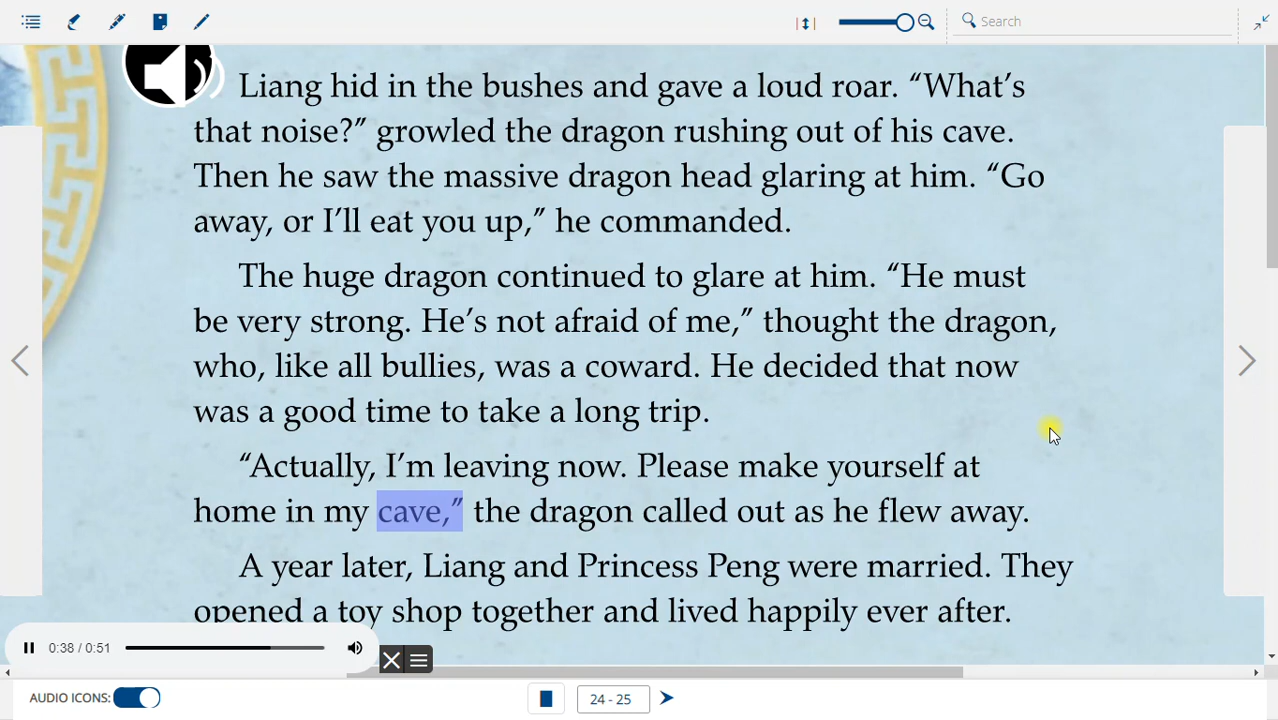 Search
Liang hid in the bushes and gave a loud roar. “What’s
that noise?” growled the dragon rushing out of his cave.
Then he saw the massive dragon head glaring at him. “Go
away, or I’ll eat you up,” he commanded.
The huge dragon continued to glare at him. “He must
be very strong. He’s not afraid of me,” thought the dragon,
who, like all bullies, was a coward. He decided that now
was a good time to take a long trip.
“Actually, I’m leaving now. Please make yourself at
home in my cave,” the dragon called out as he flew away.
A year later, Liang and Princess Peng were married. They
opened a toy shop together and lived happily ever after.
0:38 / 0:51
AUDIO ICONS:
24 - 25